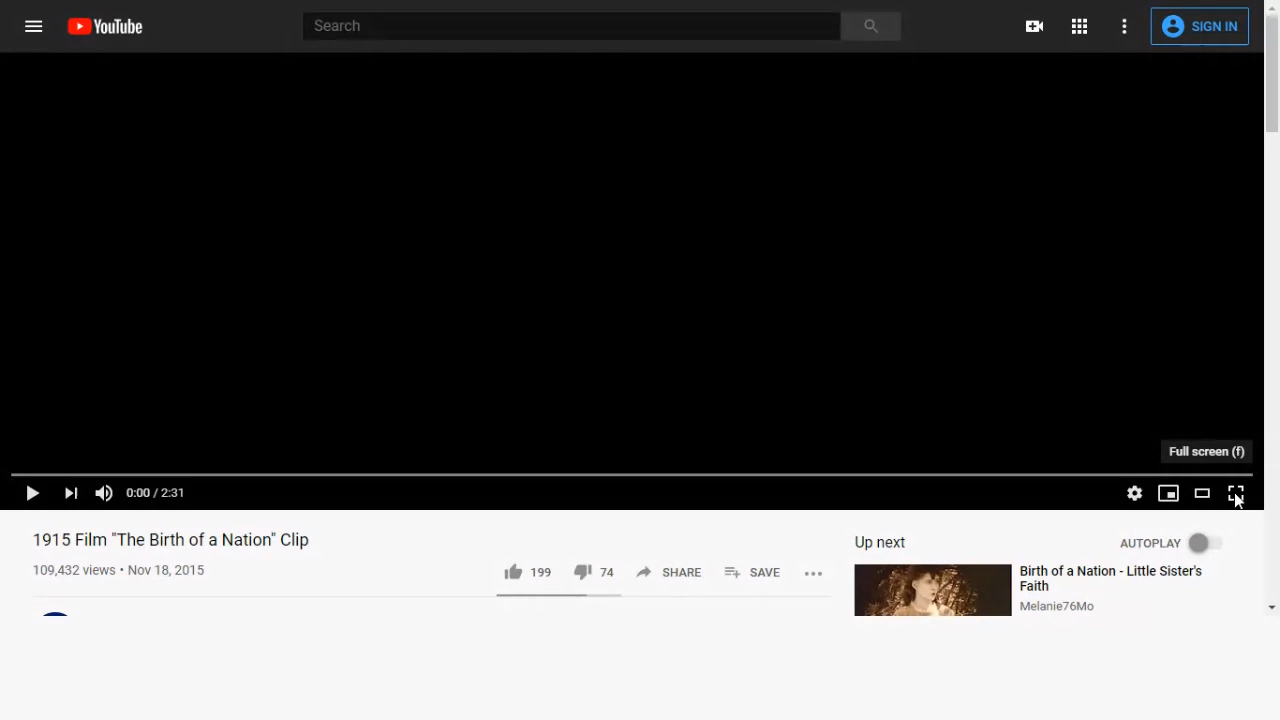 YouTube
Search
SIGN IN
Full screen (f)
0:00 / 2:31
1915 Film "The Birth of a Nation" Clip
109,432 views • Nov 18, 2015
199
74
SHARE
SAVE
Up next
AUTOPLAY
Birth of a Nation - Little Sister's
Faith
Melanie76Mo